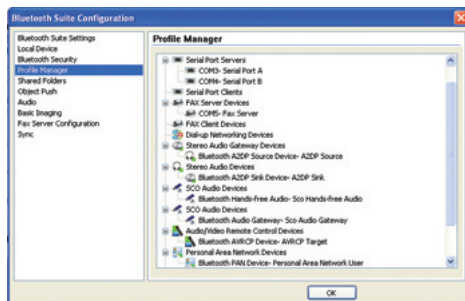 Bluetooth Suite Configuration
Bluetooth Suite Settings
Local Device
Bluetooth Security
Profile Manager
Shared Folders
Object Push
Audio
Basic Imaging
Fax Server Configuration
Sync
Profile Manager
Serial Port Servers
COM3- Serial Port A
COM4- Serial Port B
Serial Port Clients
FAX Server Devices
COM5- Fax Server
FAX Client Devices
Dial-up Networking Devices
Stereo Audio Gateway Devices
Bluetooth A2DP Source Device- A2DP Source
Stereo Audio Devices
Bluetooth A2DP Sink Device- A2DP Sink
SCO Audio Devices
Bluetooth Hands-free Audio- Sco Hands-free Audio
SCO Audio Devices
Bluetooth Audio Gateway- Sco Audio Gateway
Audio/Video Remote Control Devices
Bluetooth AVRCP Device- AVRCP Target
Personal Area Network Devices
Bluetooth PAN Device- Personal Area Network User
OK